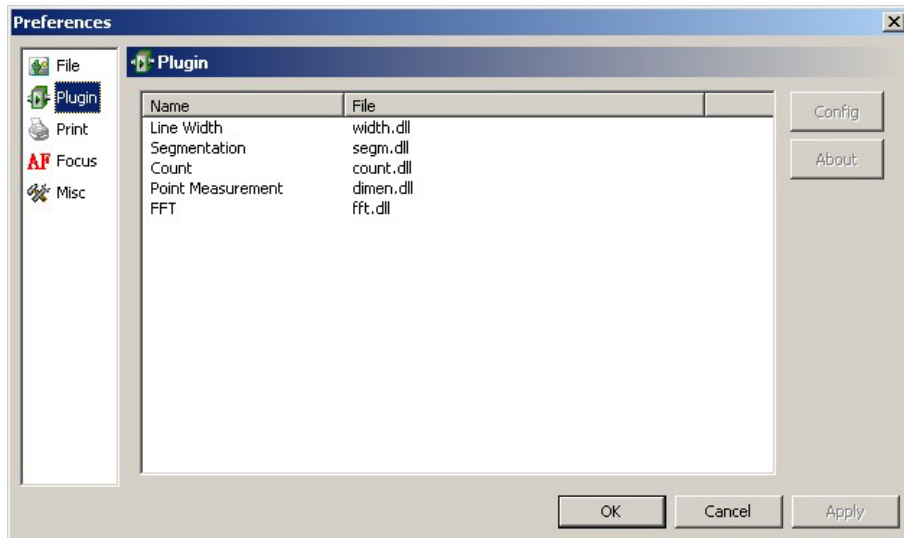 Preferences
File
Plugin
Print
AF Focus
Misc
Plugin
Name File
Line Width width.dll
Segmentation segm.dll
Count count.dll
Point Measurement dimen.dll
FFT fft.dll
Config
About
OK Cancel Apply